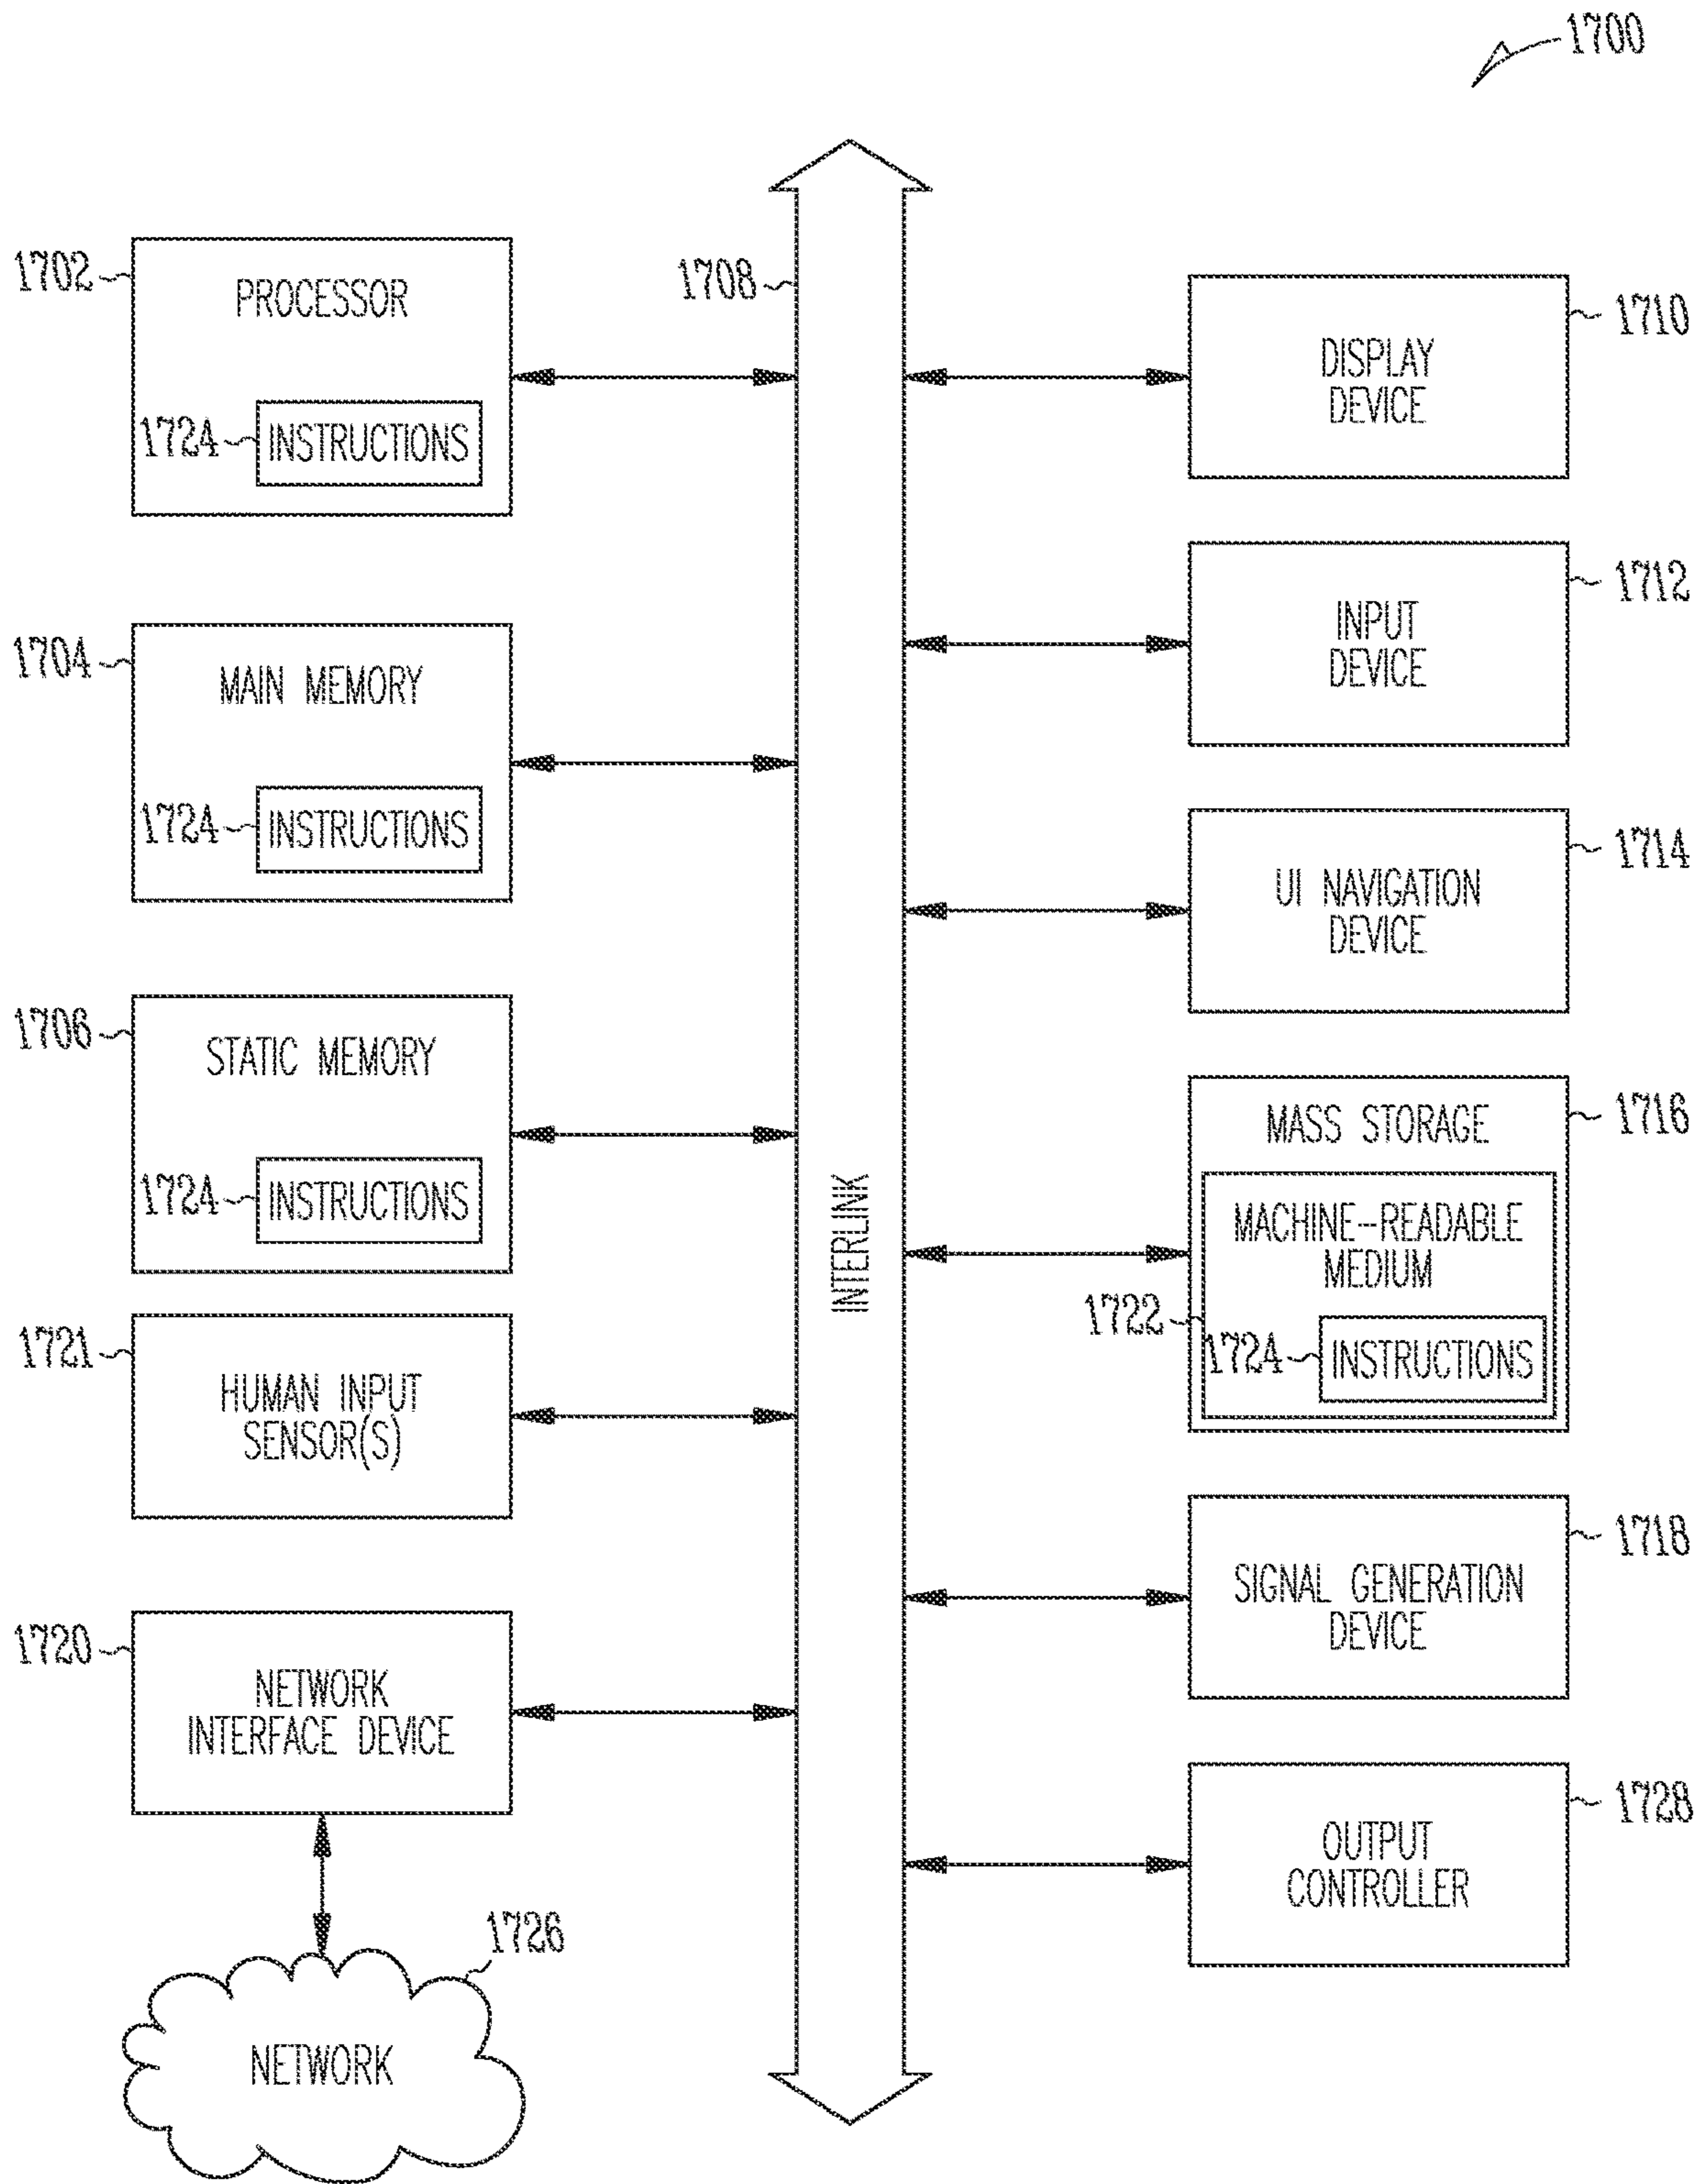 1700
1702
PROCESSOR
1724
INSTRUCTIONS
1704
MAIN MEMORY
1724
INSTRUCTIONS
1706
STATIC MEMORY
1724
INSTRUCTIONS
1721
HUMAN INPUT
SENSOR(S)
1720
NETWORK
INTERFACE DEVICE
1726
NETWORK
1708
INTERLINK
1710
DISPLAY
DEVICE
1712
INPUT
DEVICE
1714
UI NAVIGATION
DEVICE
1716
MASS STORAGE
MACHINE-READABLE
MEDIUM
1722
1724
INSTRUCTIONS
1718
SIGNAL GENERATION
DEVICE
1728
OUTPUT
CONTROLLER